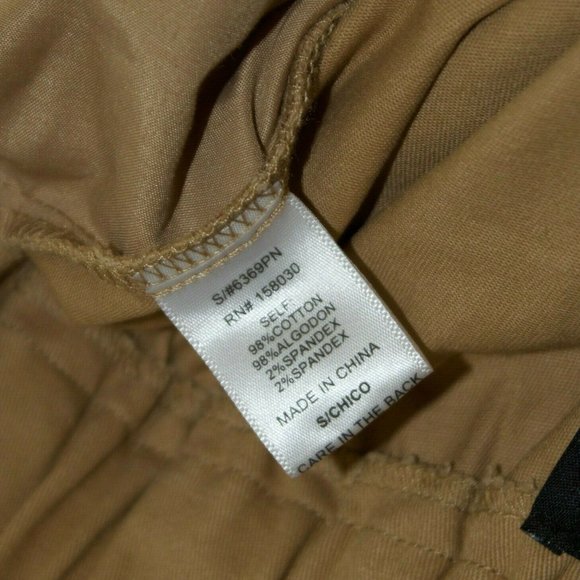 S/#6369PN
RN# 158030
SELF:
98%COTTON
98%ALGODON
2%SPANDEX
2%SPANDEX
MADE IN CHINA
S/CHICO
CARE IN THE BACK